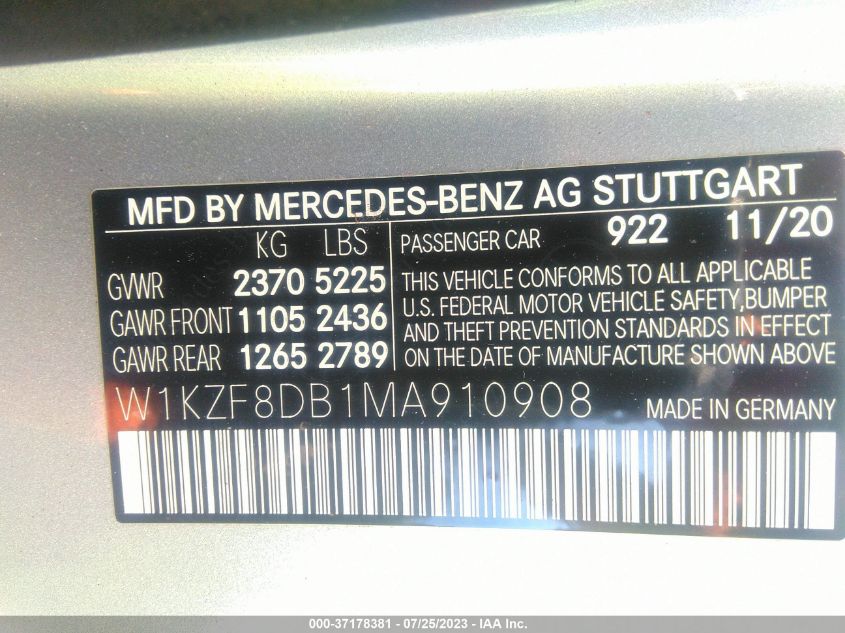 MFD BY MERCEDES-BENZ AG STUTTGART
KG LBS
GVWR 2370 5225
GAWR FRONT 1105 2436
GAWR REAR 1265 2789
PASSENGER CAR 922 11/20
THIS VEHICLE CONFORMS TO ALL APPLICABLE
U.S. FEDERAL MOTOR VEHICLE SAFETY,BUMPER
AND THEFT PREVENTION STANDARDS IN EFFECT
ON THE DATE OF MANUFACTURE SHOWN ABOVE
W1KZF8DB1MA910908 MADE IN GERMANY
000-37178381 - 07/25/2023 - IAA Inc.